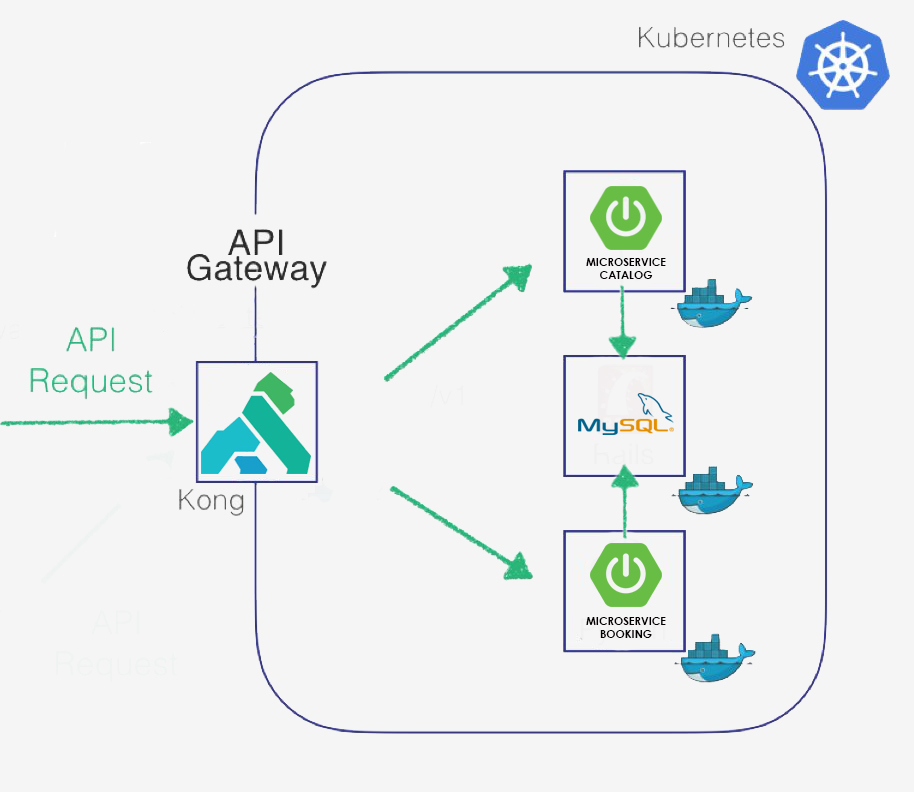 Kubernetes
API
Gateway
API
Request
Kong
MICROSERVICE
CATALOG
/v1
MySQL
Rails
MICROSERVICE
BOOKING
API
Request